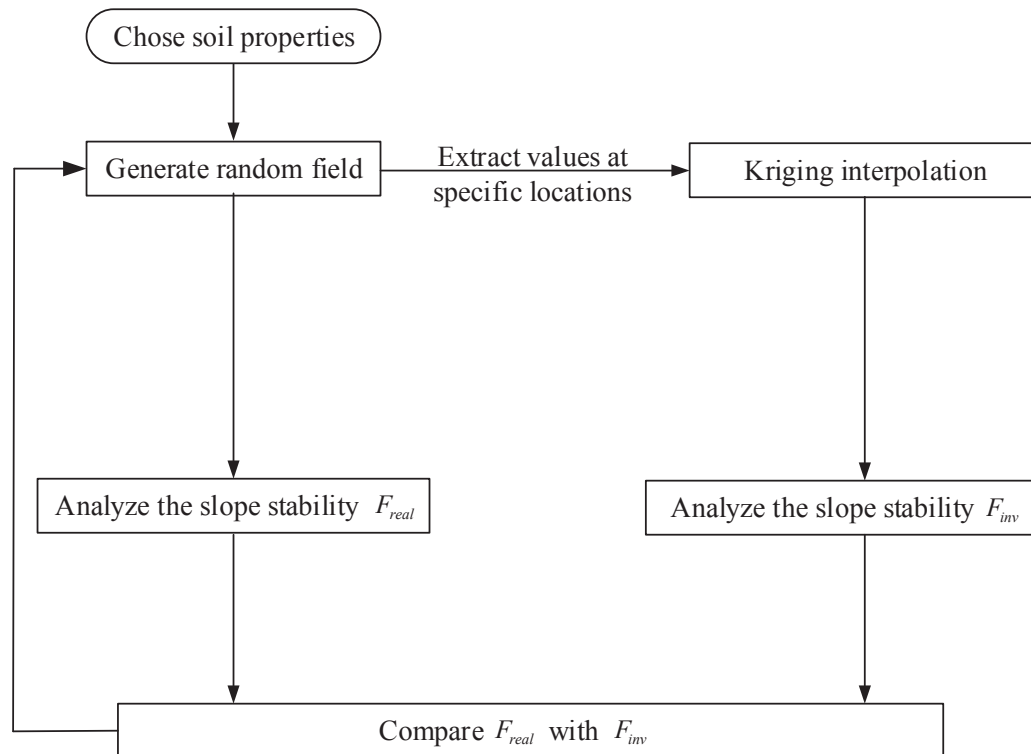 Chose soil properties
Generate random field
Extract values at
specific locations
Kriging interpolation
Analyze the slope stability F_real
Analyze the slope stability F_inv
Compare F_real with F_inv